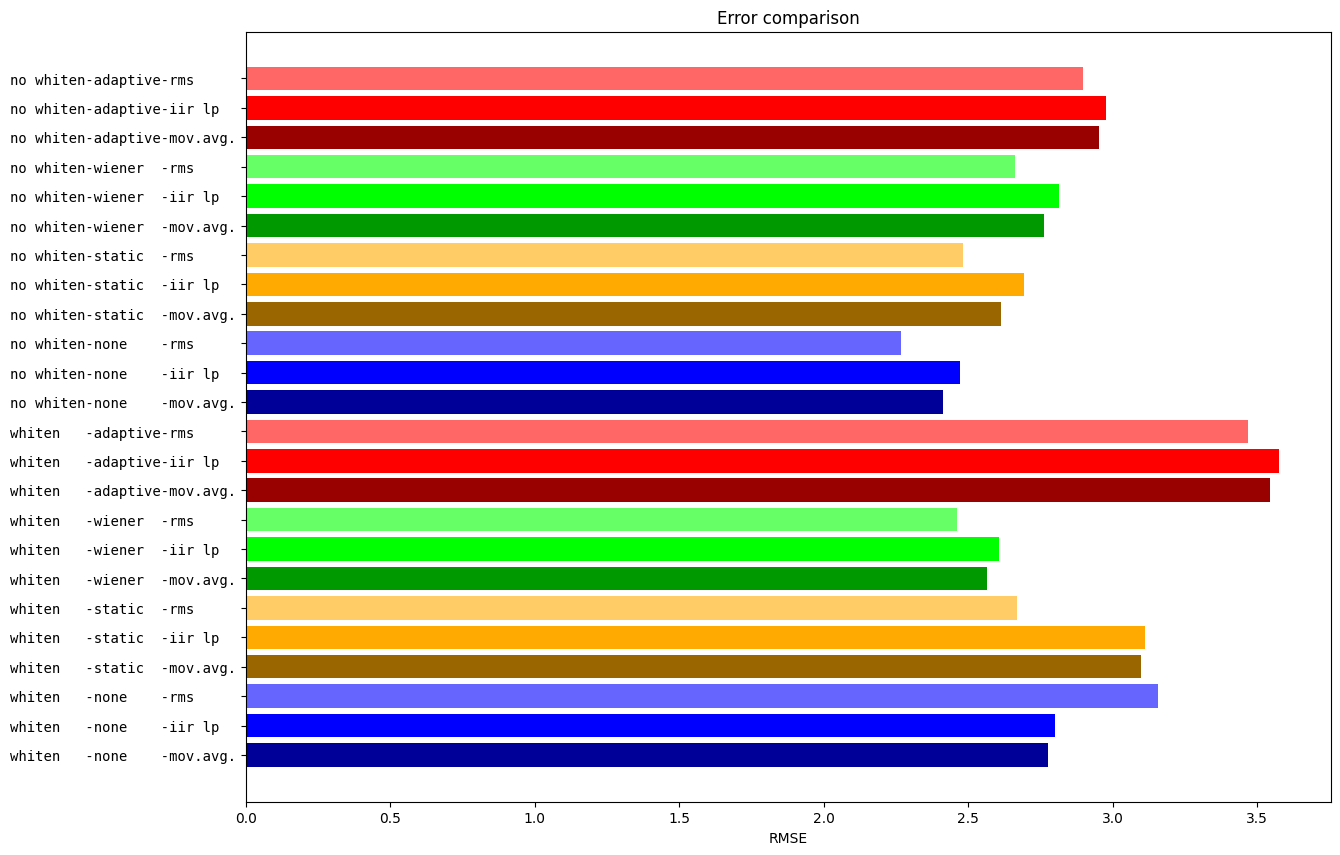 Error comparison
no whiten-adaptive-rms
no whiten-adaptive-iir lp
no whiten-adaptive-mov.avg.
no whiten-wiener  -rms
no whiten-wiener  -iir lp
no whiten-wiener  -mov.avg.
no whiten-static  -rms
no whiten-static  -iir lp
no whiten-static  -mov.avg.
no whiten-none    -rms
no whiten-none    -iir lp
no whiten-none    -mov.avg.
whiten   -adaptive-rms
whiten   -adaptive-iir lp
whiten   -adaptive-mov.avg.
whiten   -wiener  -rms
whiten   -wiener  -iir lp
whiten   -wiener  -mov.avg.
whiten   -static  -rms
whiten   -static  -iir lp
whiten   -static  -mov.avg.
whiten   -none    -rms
whiten   -none    -iir lp
whiten   -none    -mov.avg.
0.0 0.5 1.0 1.5 2.0 2.5 3.0 3.5
RMSE